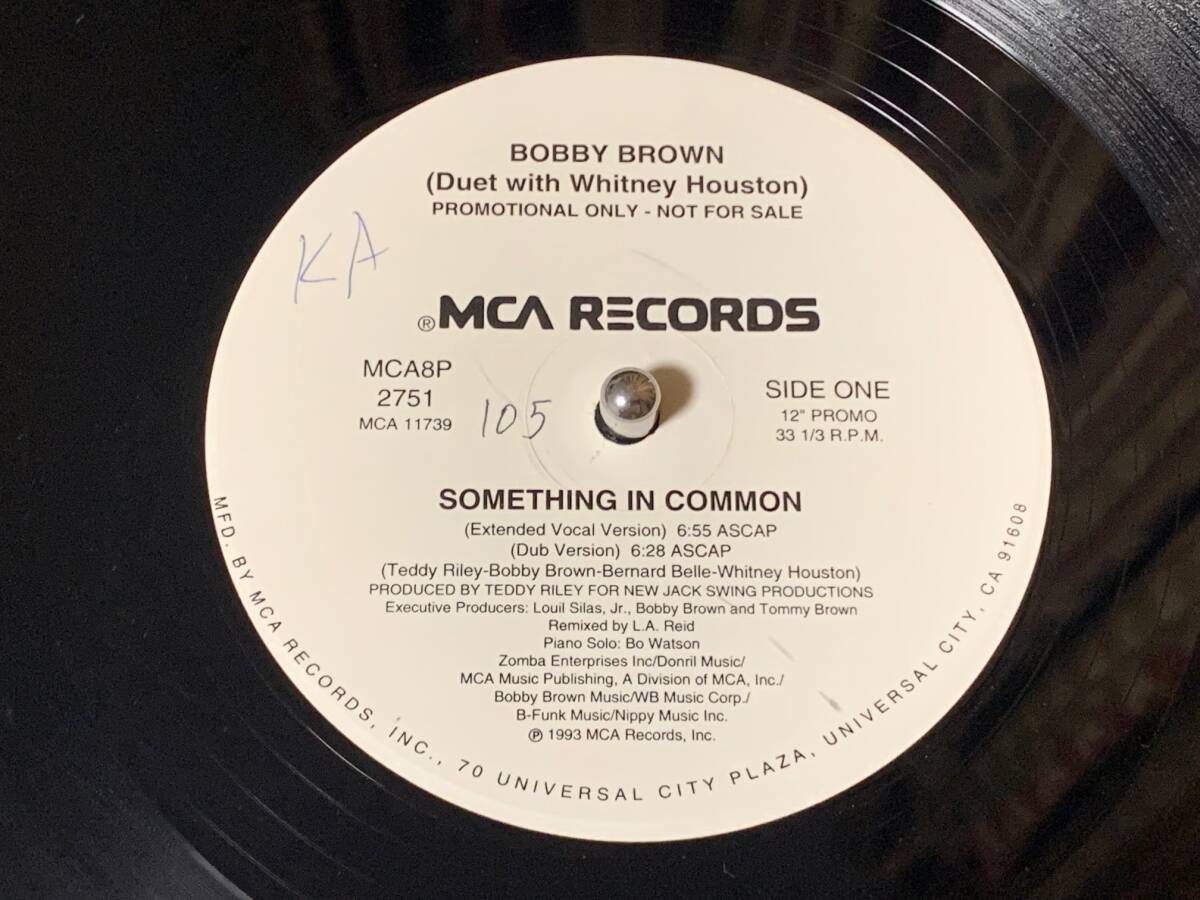 BOBBY BROWN
(Duet with Whitney Houston)
PROMOTIONAL ONLY - NOT FOR SALE
KA
®MCA RECORDS
MCA8P
2751
MCA 11739
105
SIDE ONE
12" PROMO
33 1/3 R.P.M.
SOMETHING IN COMMON
(Extended Vocal Version) 6:55 ASCAP
(Dub Version) 6:28 ASCAP
(Teddy Riley-Bobby Brown-Bernard Belle-Whitney Houston)
PRODUCED BY TEDDY RILEY FOR NEW JACK SWING PRODUCTIONS
Executive Producers: Louil Silas, Jr., Bobby Brown and Tommy Brown
Remixed by L.A. Reid
Piano Solo: Bo Watson
Zomba Enterprises Inc/Donril Music/
MCA Music Publishing, A Division of MCA, Inc./
Bobby Brown Music/WB Music Corp./
B-Funk Music/Nippy Music Inc.
℗ 1993 MCA Records, Inc.
MFD. BY MCA RECORDS, INC., 70 UNIVERSAL CITY PLAZA, UNIVERSAL CITY, CA 91608